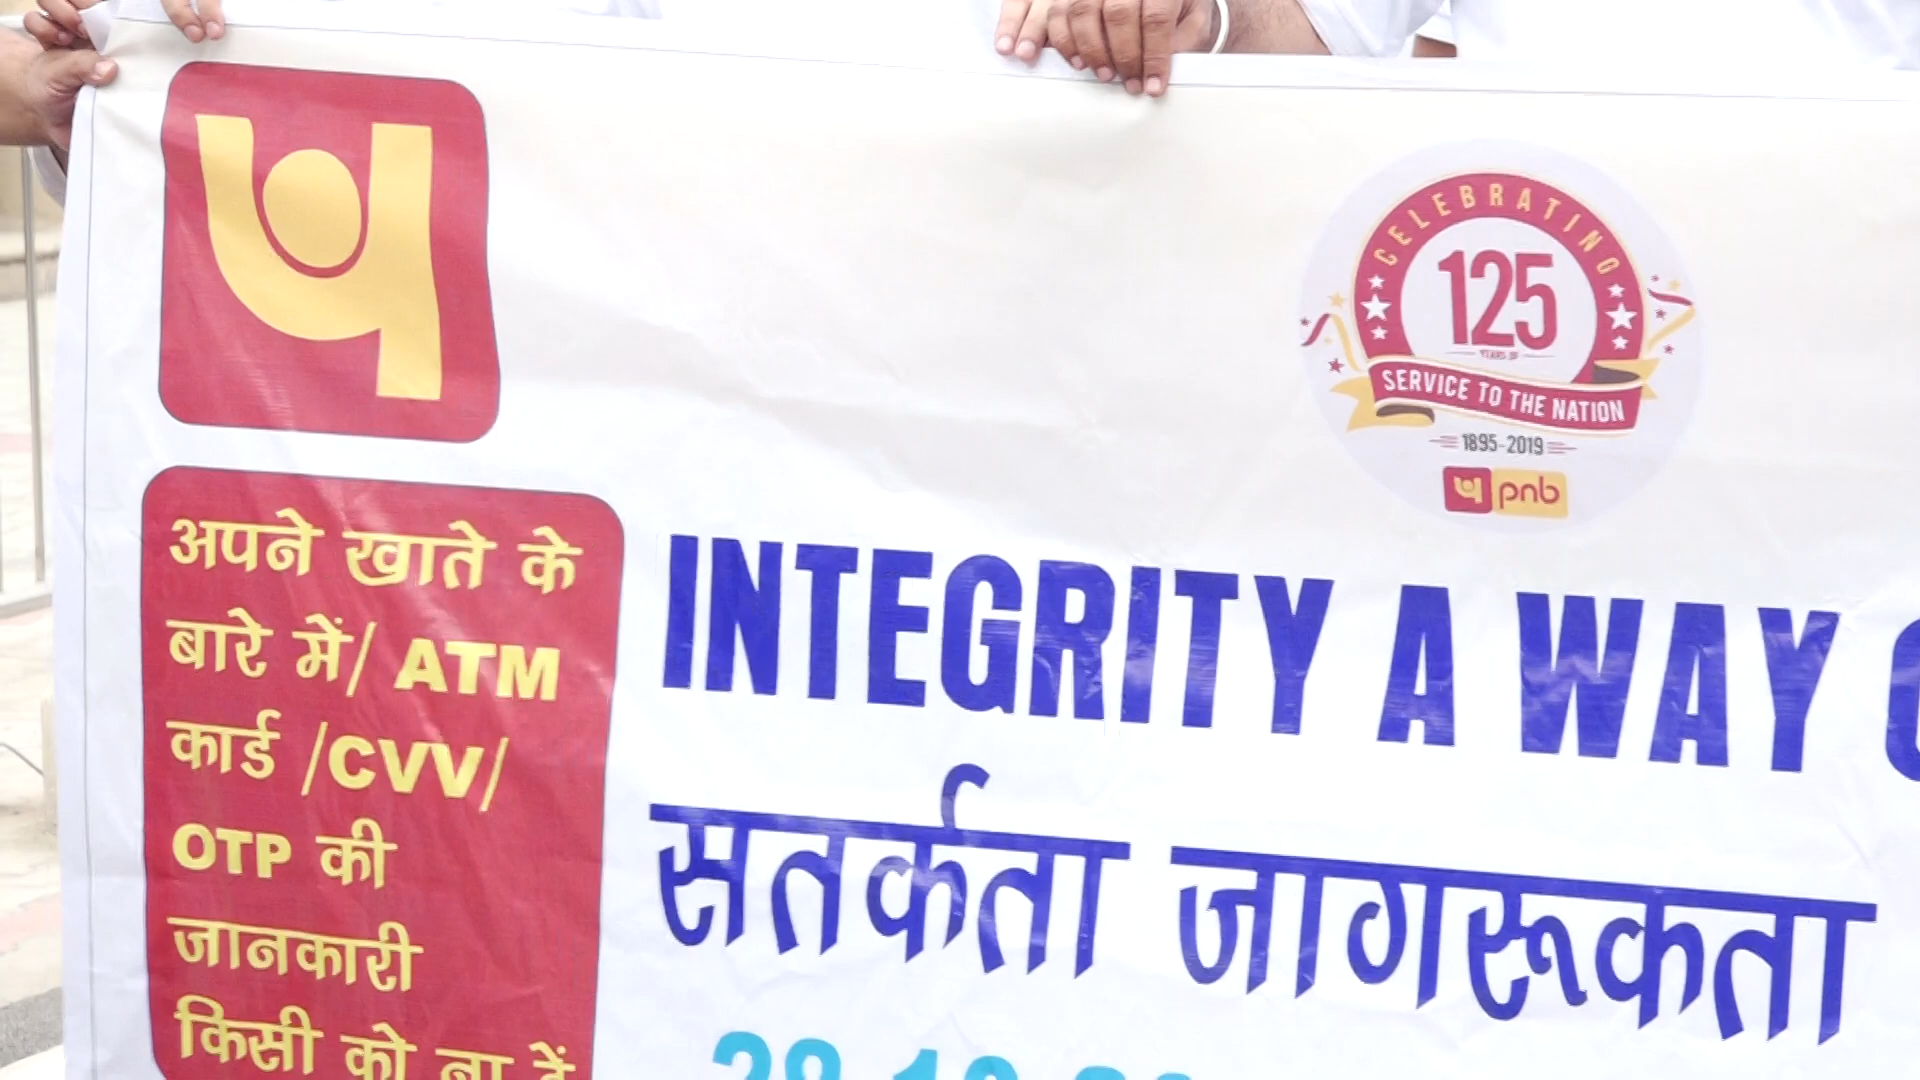 CELEBRATING
125
YEARS OF
SERVICE TO THE NATION
1895-2019
pnb
अपने खाते के
बारे में/ ATM
कार्ड /CVV/
OTP की
जानकारी
किसी को ना दें
INTEGRITY A WAY
सतर्कता जागरूकता